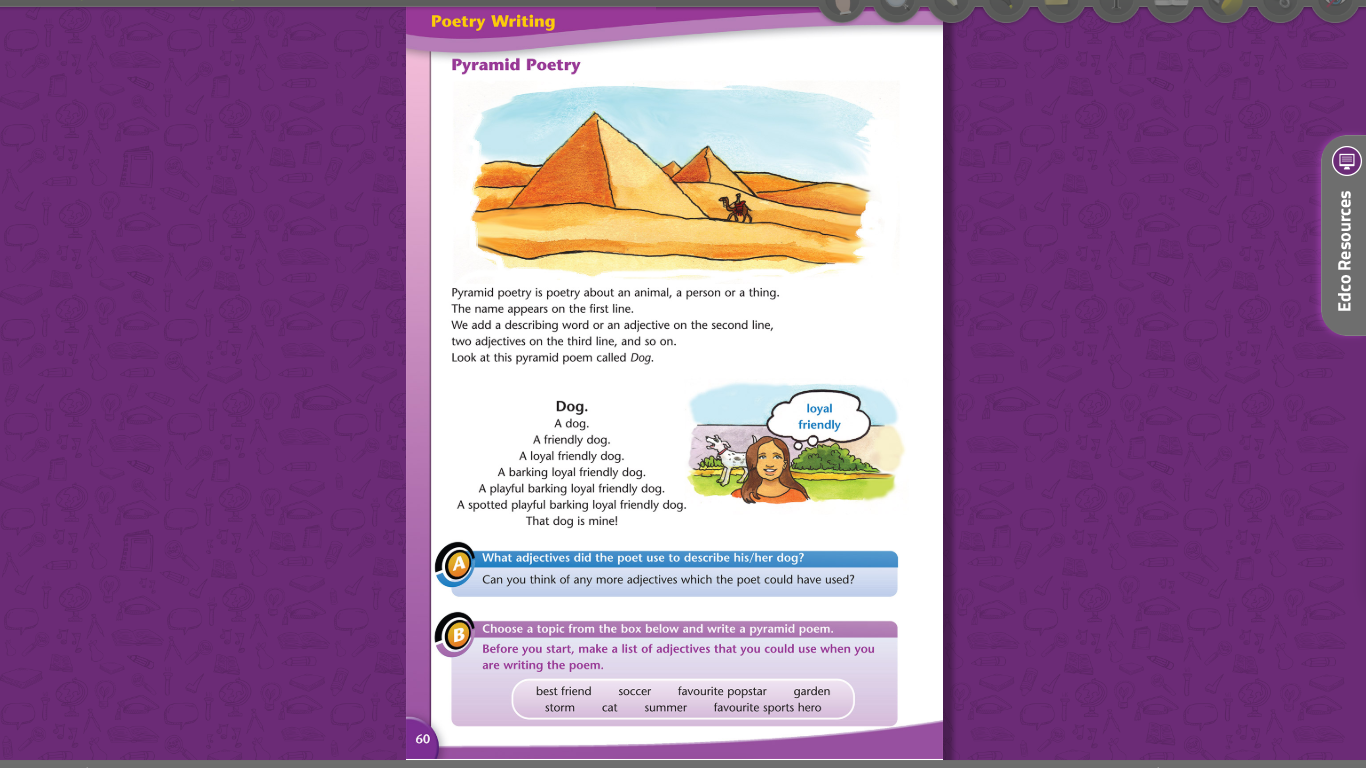 Poetry Writing
Pyramid Poetry
Pyramid poetry is poetry about an animal, a person or a thing.
The name appears on the first line.
We add a describing word or an adjective on the second line,
two adjectives on the third line, and so on.
Look at this pyramid poem called Dog.
Dog.
A dog.
A friendly dog.
A loyal friendly dog.
A barking loyal friendly dog.
A playful barking loyal friendly dog.
A spotted playful barking loyal friendly dog.
That dog is mine!
loyal
friendly
A
What adjectives did the poet use to describe his/her dog?
Can you think of any more adjectives which the poet could have used?
B
Choose a topic from the box below and write a pyramid poem.
Before you start, make a list of adjectives that you could use when you
are writing the poem.
best friend soccer favourite popstar garden
storm cat summer favourite sports hero
60
Edco Resources